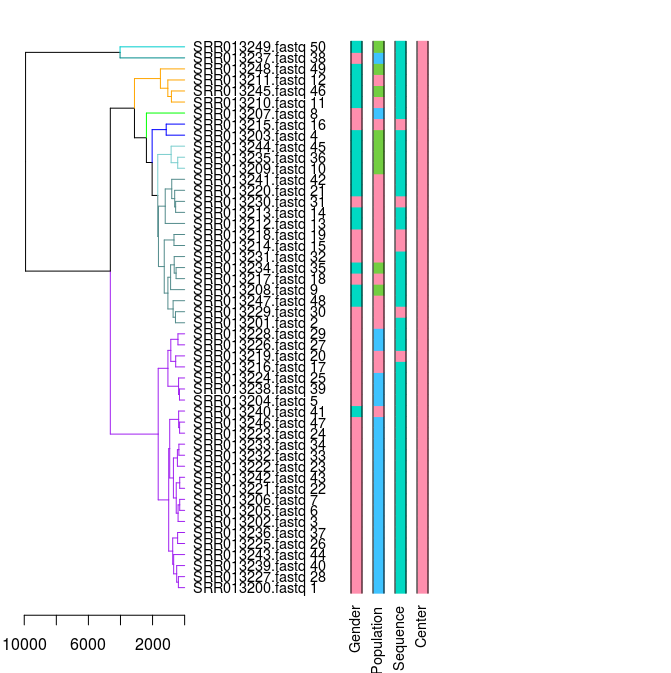 SRR013249.fastq 50
SRR013237.fastq 38
SRR013248.fastq 49
SRR013211.fastq 12
SRR013245.fastq 46
SRR013210.fastq 11
SRR013207.fastq 8
SRR013215.fastq 16
SRR013203.fastq 4
SRR013244.fastq 45
SRR013235.fastq 36
SRR013209.fastq 10
SRR013241.fastq 42
SRR013220.fastq 21
SRR013230.fastq 31
SRR013213.fastq 14
SRR013212.fastq 13
SRR013218.fastq 19
SRR013214.fastq 15
SRR013231.fastq 32
SRR013234.fastq 35
SRR013217.fastq 18
SRR013208.fastq 9
SRR013247.fastq 48
SRR013229.fastq 30
SRR013201.fastq 2
SRR013228.fastq 29
SRR013226.fastq 27
SRR013219.fastq 20
SRR013216.fastq 17
SRR013224.fastq 25
SRR013238.fastq 39
SRR013204.fastq 5
SRR013240.fastq 41
SRR013246.fastq 47
SRR013223.fastq 24
SRR013233.fastq 34
SRR013232.fastq 33
SRR013222.fastq 23
SRR013242.fastq 43
SRR013221.fastq 22
SRR013206.fastq 7
SRR013205.fastq 6
SRR013202.fastq 3
SRR013236.fastq 37
SRR013225.fastq 26
SRR013243.fastq 44
SRR013239.fastq 40
SRR013227.fastq 28
SRR013200.fastq 1
10000 6000 2000
Gender
Population
Sequence
Center